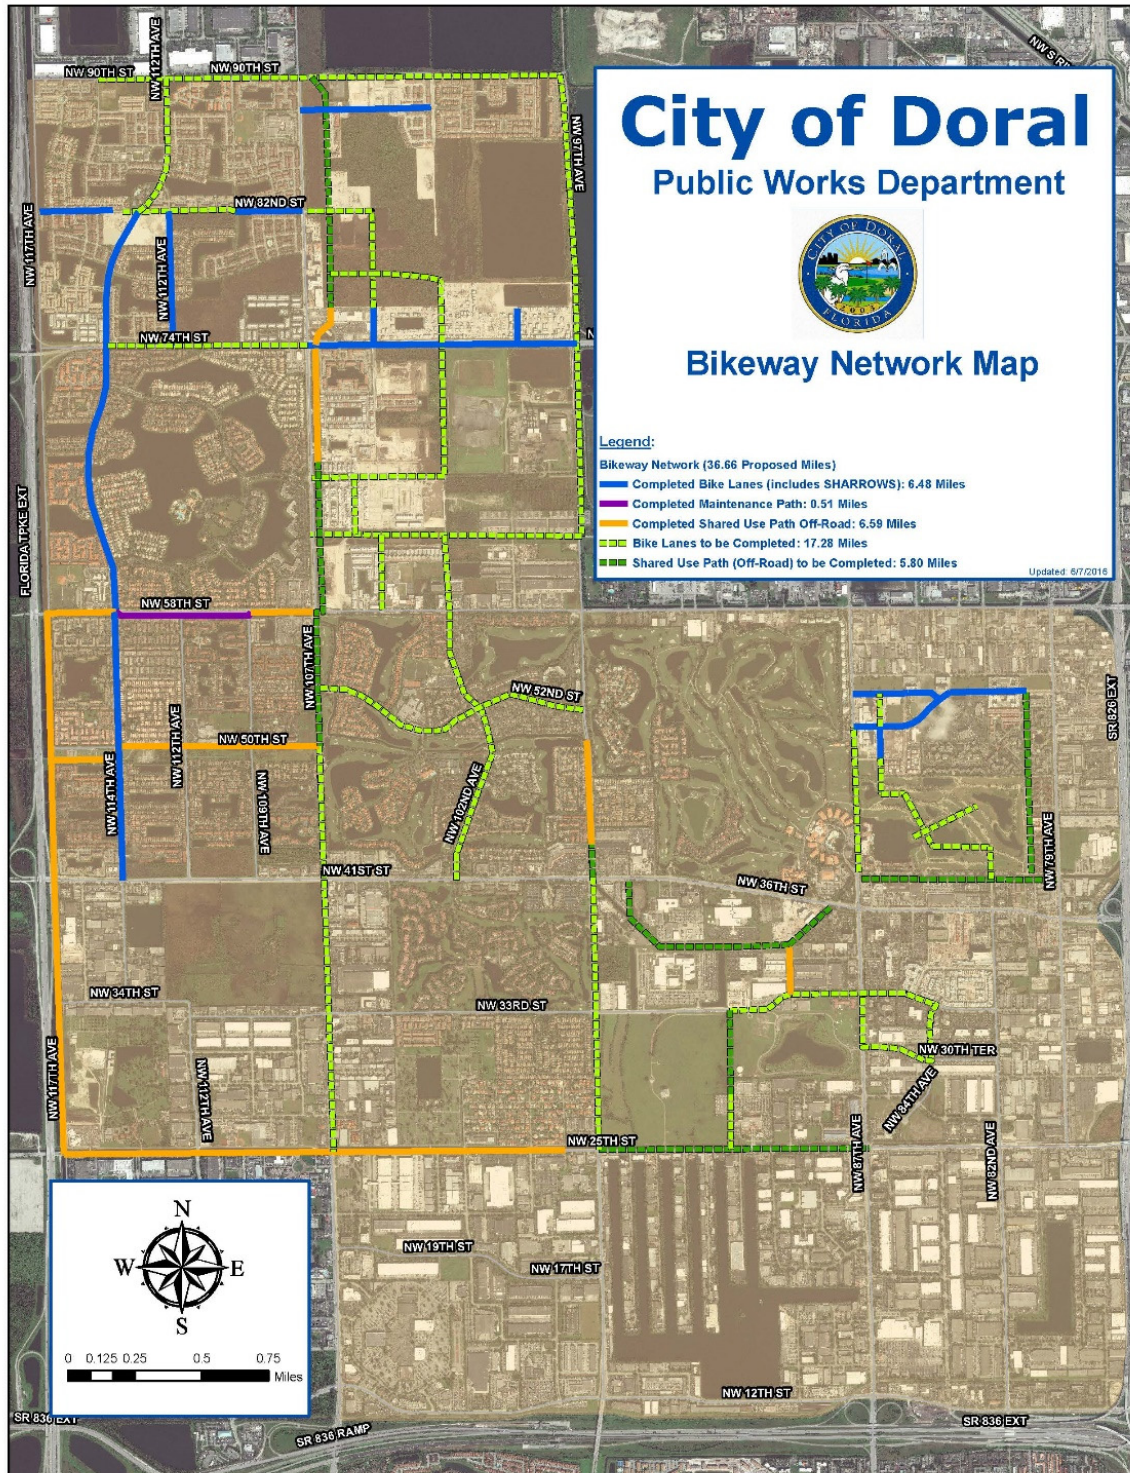 City of Doral
Public Works Department
CITY OF DORAL
2003
FLORIDA
Bikeway Network Map
Legend:
Bikeway Network (36.66 Proposed Miles)
Completed Bike Lanes (includes SHARROWS): 6.48 Miles
Completed Maintenance Path: 0.51 Miles
Completed Shared Use Path Off-Road: 6.59 Miles
Bike Lanes to be Completed: 17.28 Miles
Shared Use Path (Off-Road) to be Completed: 5.80 Miles
Updated: 6/7/2016
NW 90TH ST
NW 112TH AVE
NW 90TH ST
NW 97TH AVE
NW 117TH AVE
NW 82ND ST
NW 112TH AVE
NW 74TH ST
FLORIDA TPKE EXT
NW 58TH ST
NW 107TH AVE
NW 52ND ST
NW 50TH ST
NW 112TH AVE
NW 114TH AVE
NW 109TH AVE
NW 102ND AVE
SR 826 EXT
NW 79TH AVE
NW 41ST ST
NW 36TH ST
NW 34TH ST
NW 33RD ST
NW 117TH AVE
NW 112TH AVE
NW 30TH TER
NW 84TH AVE
NW 25TH ST
NW 87TH AVE
NW 82ND AVE
NW 19TH ST
NW 17TH ST
NW 12TH ST
N
W
E
S
0 0.125 0.25 0.5 0.75
Miles
SR 836 EXT
SR 836 RAMP
SR 836 EXT